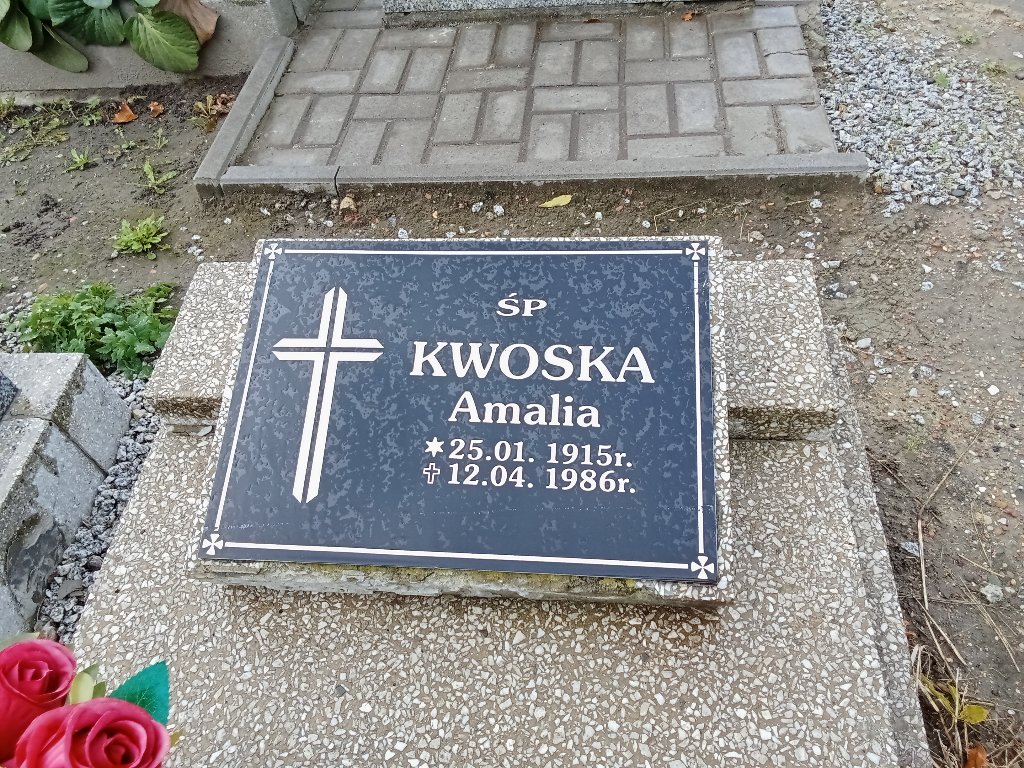 ŚP
KWOSKA
Amalia
25.01. 1915r.
12.04. 1986r.